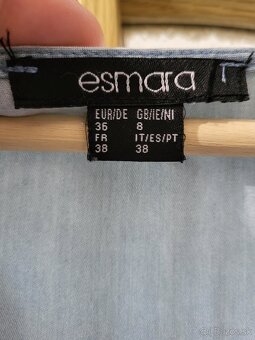 esmara
EUR/DE GB/IE/NI
36 8
FR IT/ES/PT
38 38